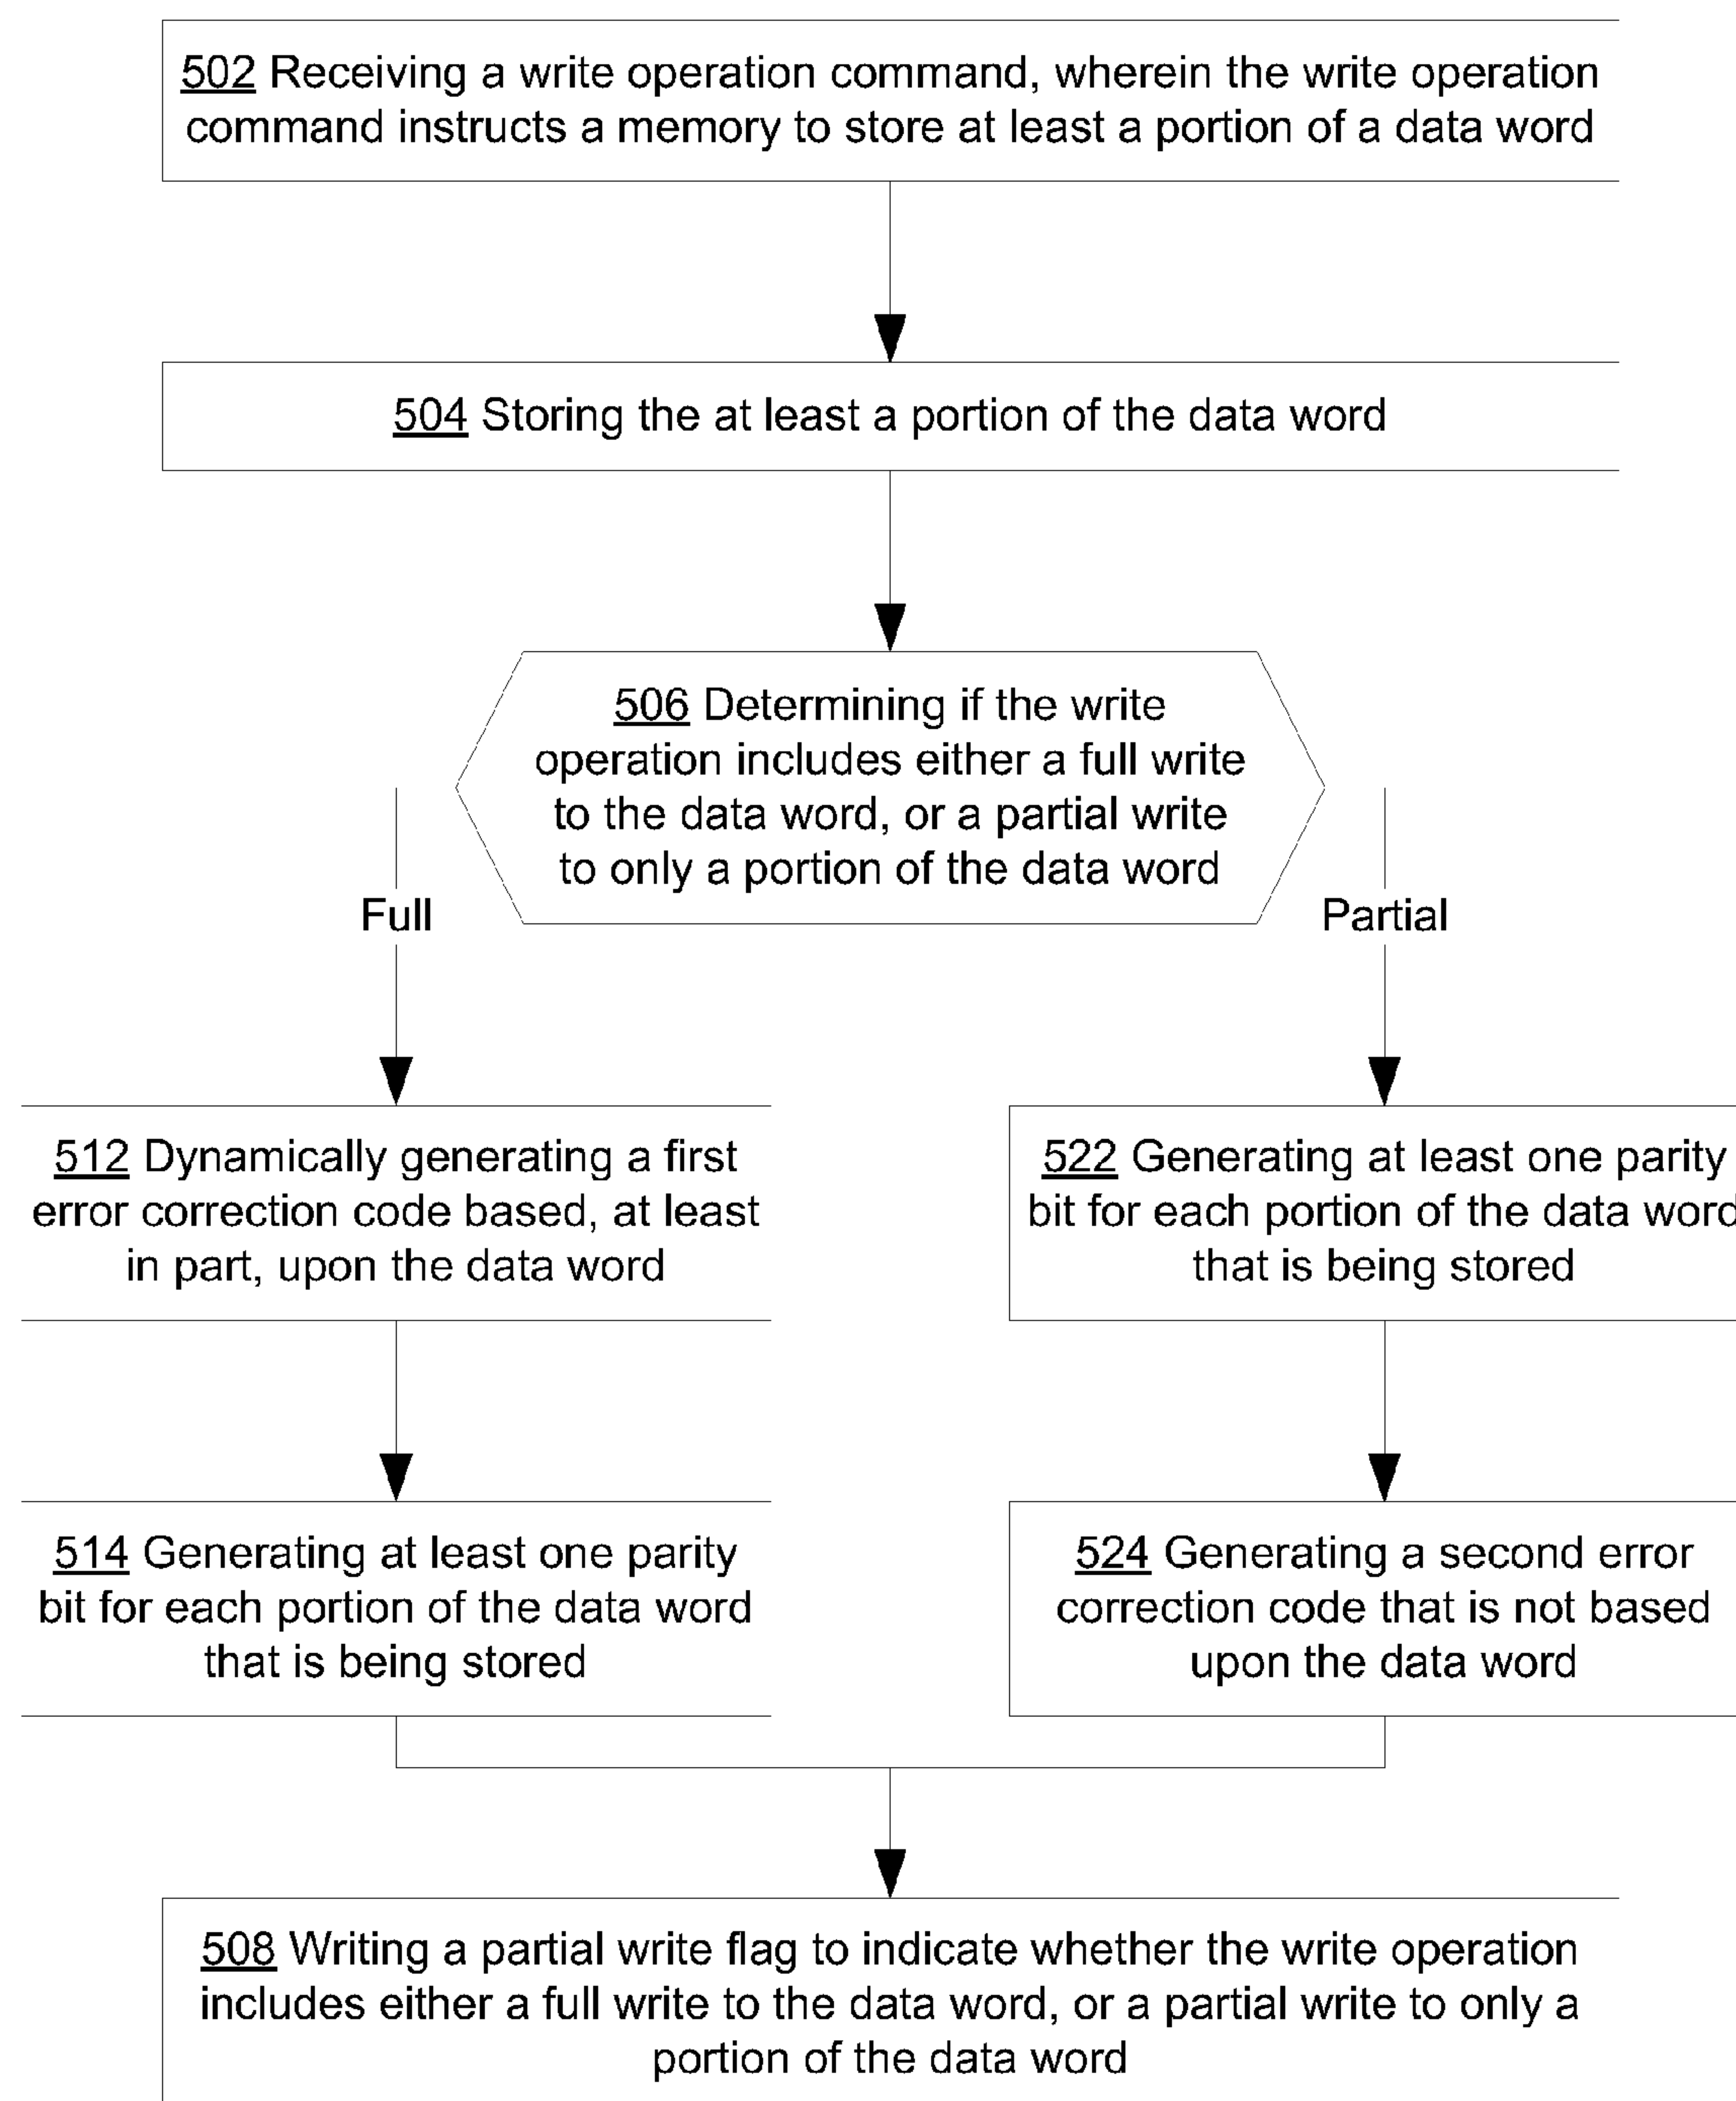 502 Receiving a write operation command, wherein the write operation
command instructs a memory to store at least a portion of a data word
504 Storing the at least a portion of the data word
506 Determining if the write
operation includes either a full write
to the data word, or a partial write
to only a portion of the data word
Full
Partial
512 Dynamically generating a first
error correction code based, at least
in part, upon the data word
522 Generating at least one parity
bit for each portion of the data word
that is being stored
514 Generating at least one parity
bit for each portion of the data word
that is being stored
524 Generating a second error
correction code that is not based
upon the data word
508 Writing a partial write flag to indicate whether the write operation
includes either a full write to the data word, or a partial write to only a
portion of the data word